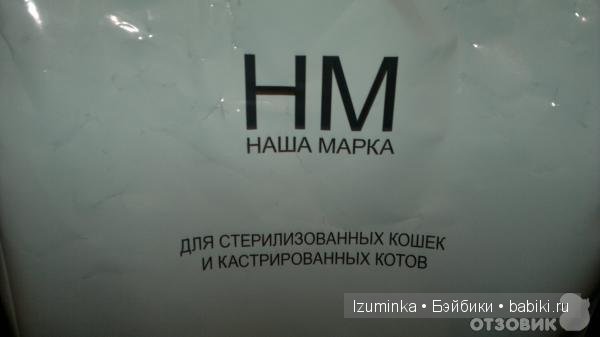 НМ
НАША МАРКА
ДЛЯ СТЕРИЛИЗОВАННЫХ КОШЕК
И КАСТРИРОВАННЫХ КОТОВ
Izuminka • Бэйбики • babiki.ru
ОТЗОВИК